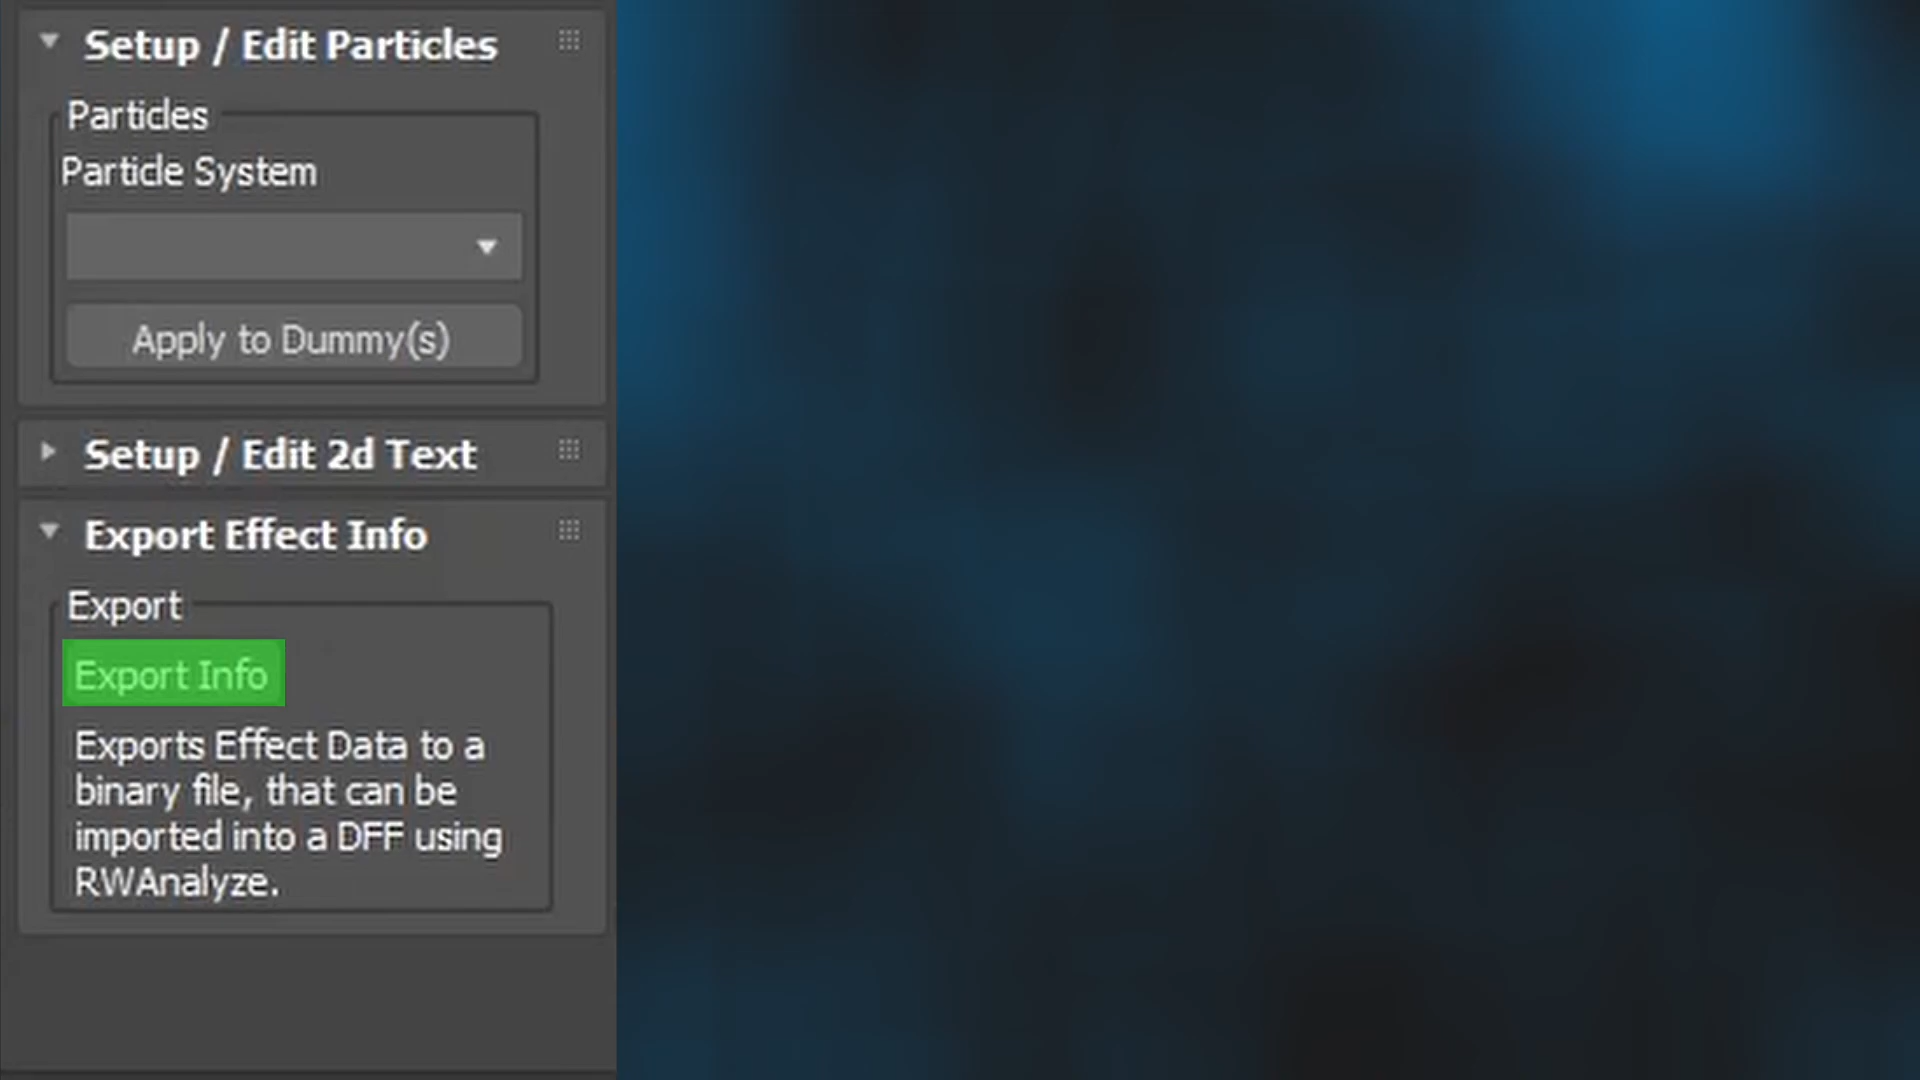 Setup / Edit Particles
Particles
Particle System
Apply to Dummy(s)
Setup / Edit 2d Text
Export Effect Info
Export
Export Info
Exports Effect Data to a
binary file, that can be
imported into a DFF using
RWAnalyze.